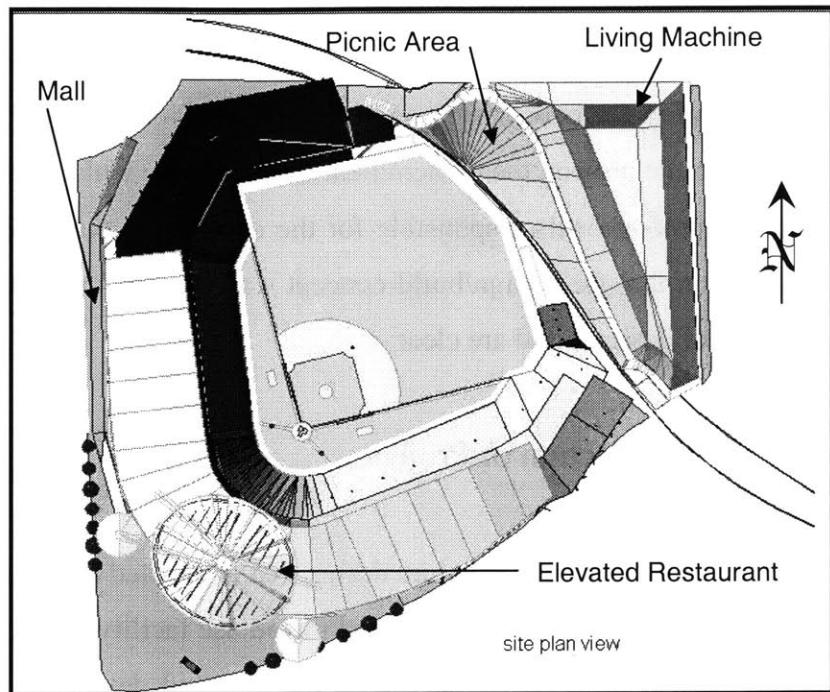 Picnic Area
Living Machine
Mall
N
Elevated Restaurant
site plan view